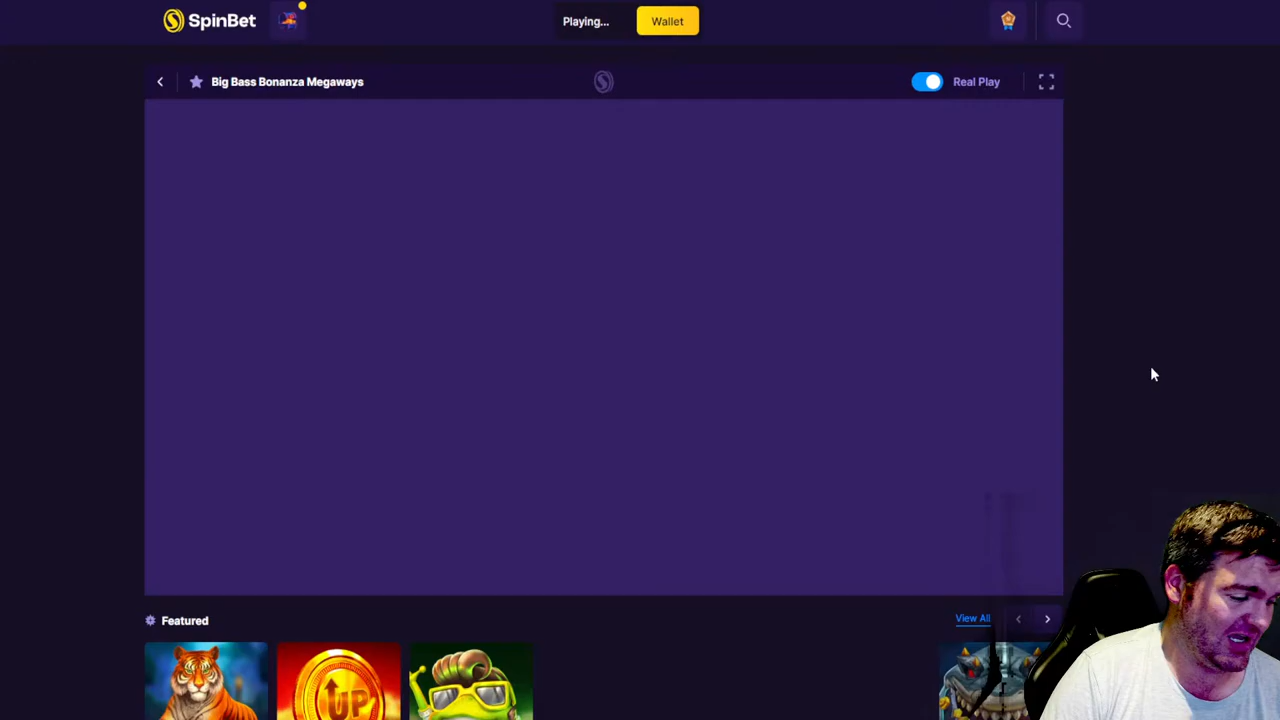 SpinBet
Playing...
Wallet
Big Bass Bonanza Megaways
Real Play
Featured
View All
UP